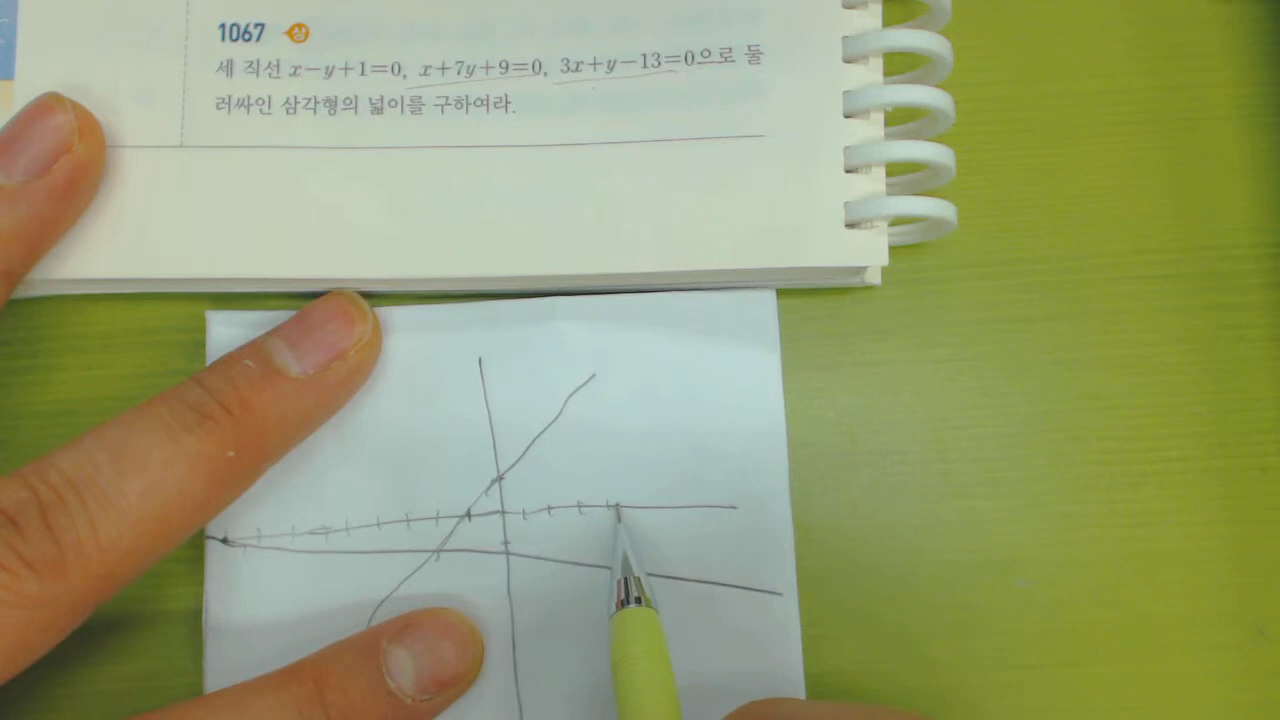 1067 상
세 직선 x-y+1=0, x+7y+9=0, 3x+y-13=0으로 둘
러싸인 삼각형의 넓이를 구하여라.